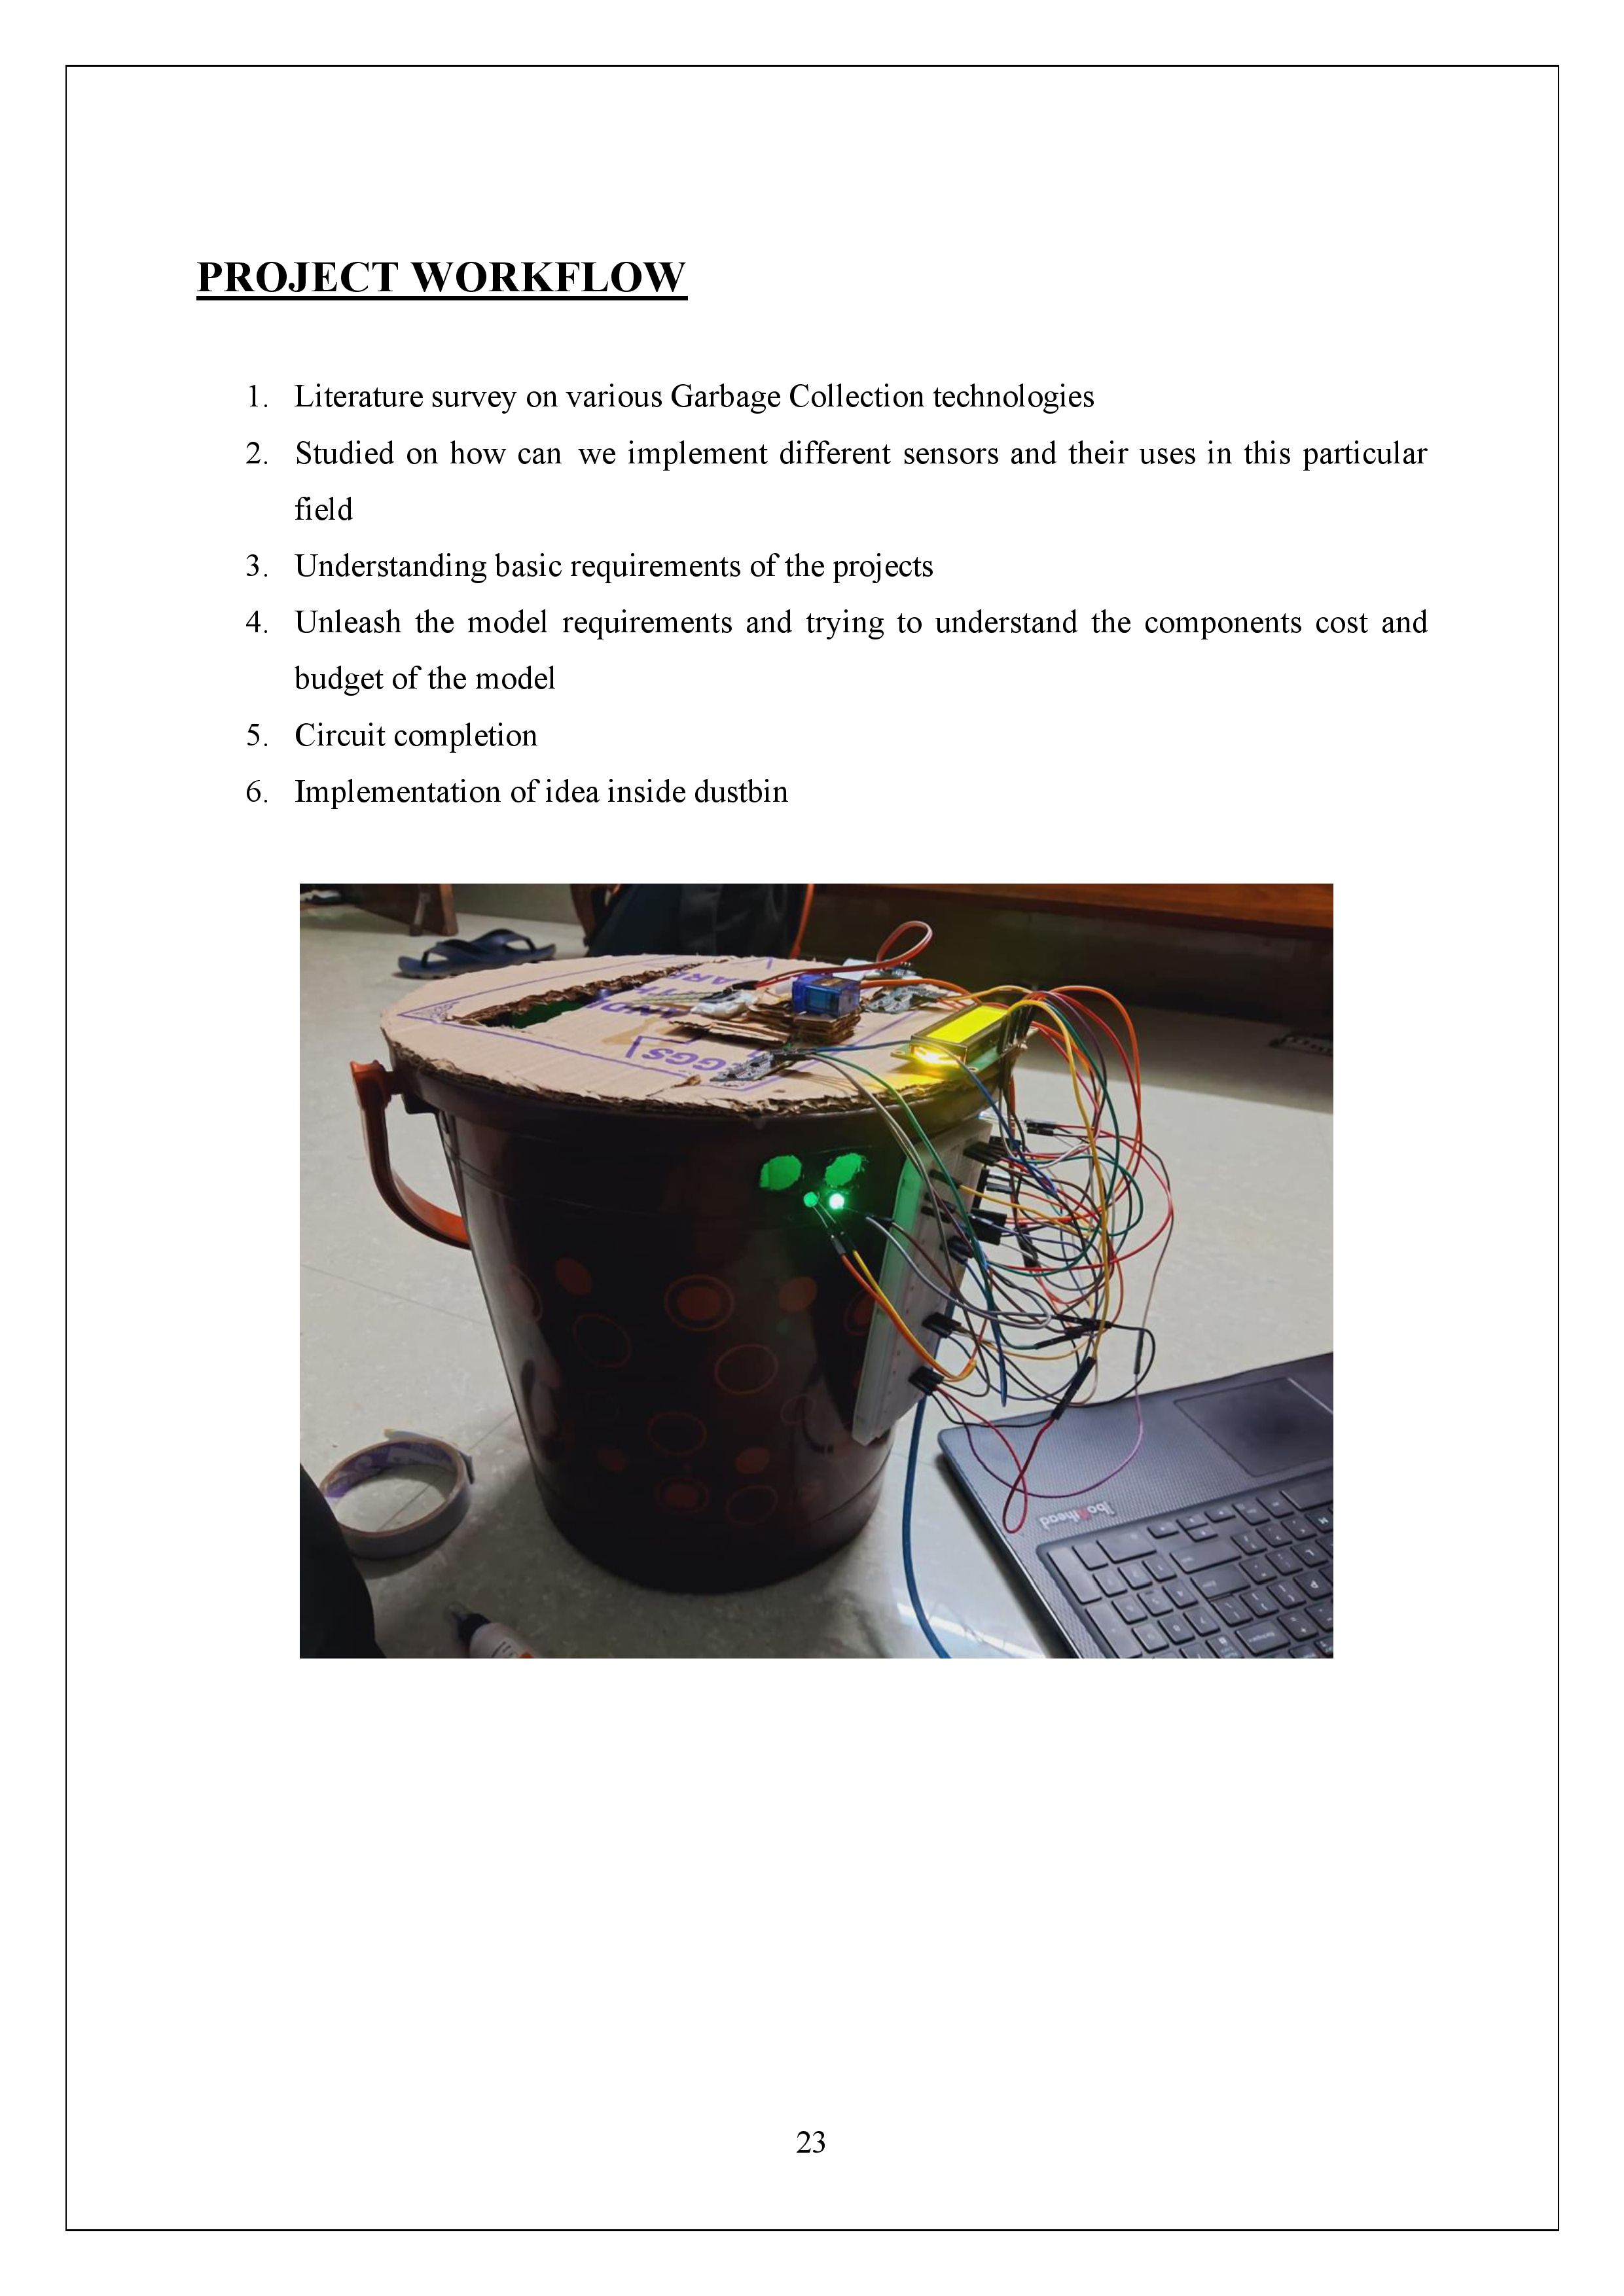 PROJECT WORKFLOW
1. Literature survey on various Garbage Collection technologies
2. Studied on how can we implement different sensors and their uses in this particular
field
3. Understanding basic requirements of the projects
4. Unleash the model requirements and trying to understand the components cost and
budget of the model
5. Circuit completion
6. Implementation of idea inside dustbin
EGGS
iball head
23